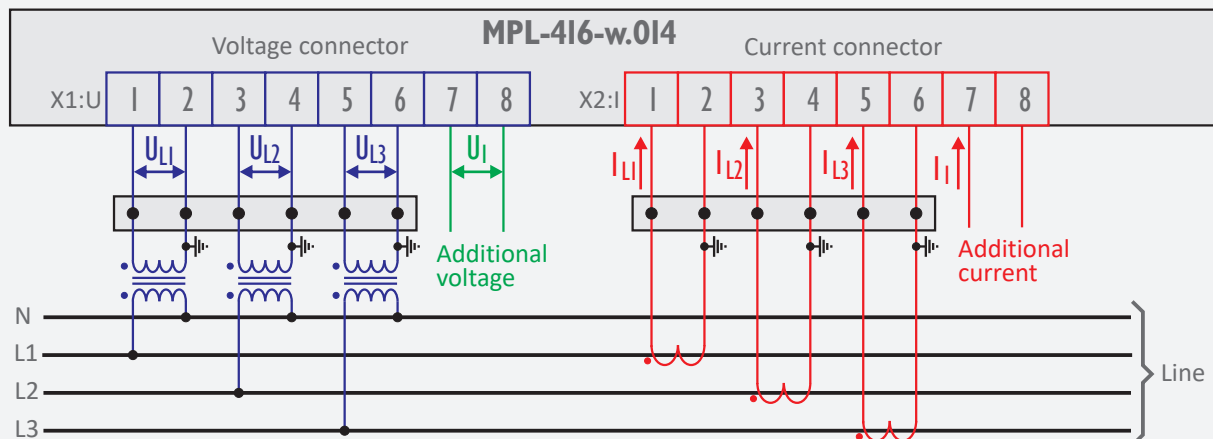 MPL-416-w.014
Voltage connector
Current connector
X1:U 1 2 3 4 5 6 7 8
X2:I 1 2 3 4 5 6 7 8
UL1 UL2 UL3 U1
IL1 IL2 IL3 I1
Additional
voltage
Additional
current
N
L1
L2
L3
Line